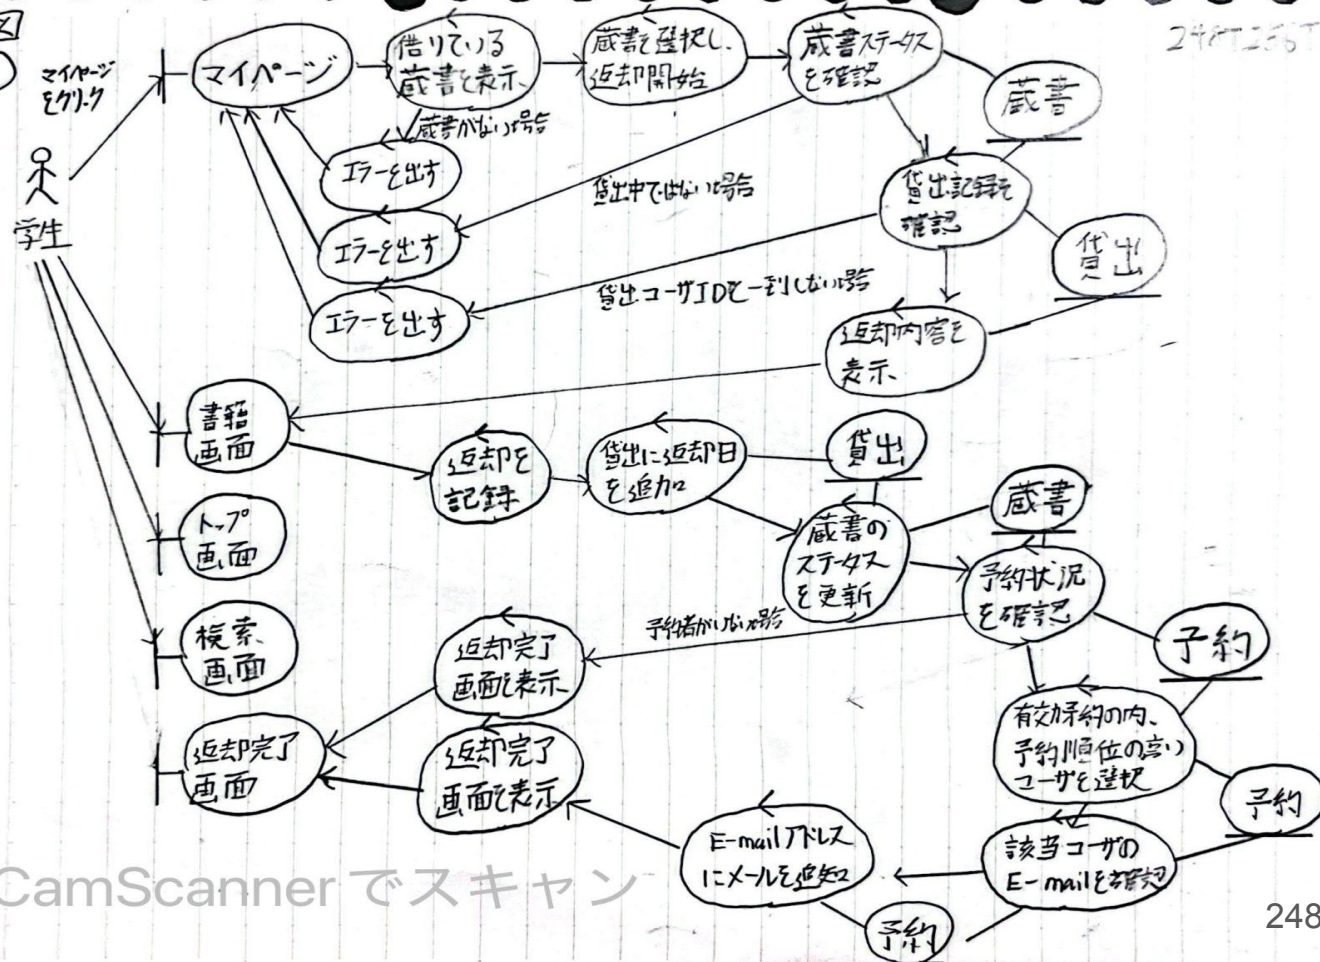 マイページ
をクリック
学生
マイページ
借りている
蔵書を表示
蔵書を選択し、
返却開始
蔵書ステータス
を確認
248T256T
蔵書
蔵書がない場合
エラーを出す
貸出中ではない場合
エラーを出す
貸出記録を
確認
貸出
貸出ユーザIDと一致しない場合
エラーを出す
返却内容を
表示
書籍
画面
返却を
記録
貸出に返却日
を追加
貸出
蔵書の
ステータス
を更新
蔵書
トップ
画面
予約状況
を確認
予約
検索
画面
予約者がいない場合
返却完了
画面を表示
有効予約の内、
予約順位の高い
ユーザを選択
予約
返却完了
画面
返却完了
画面を表示
E-mailアドレス
にメールを通知
該当ユーザの
E-mailを確認
予約
CamScanner でスキャン
248